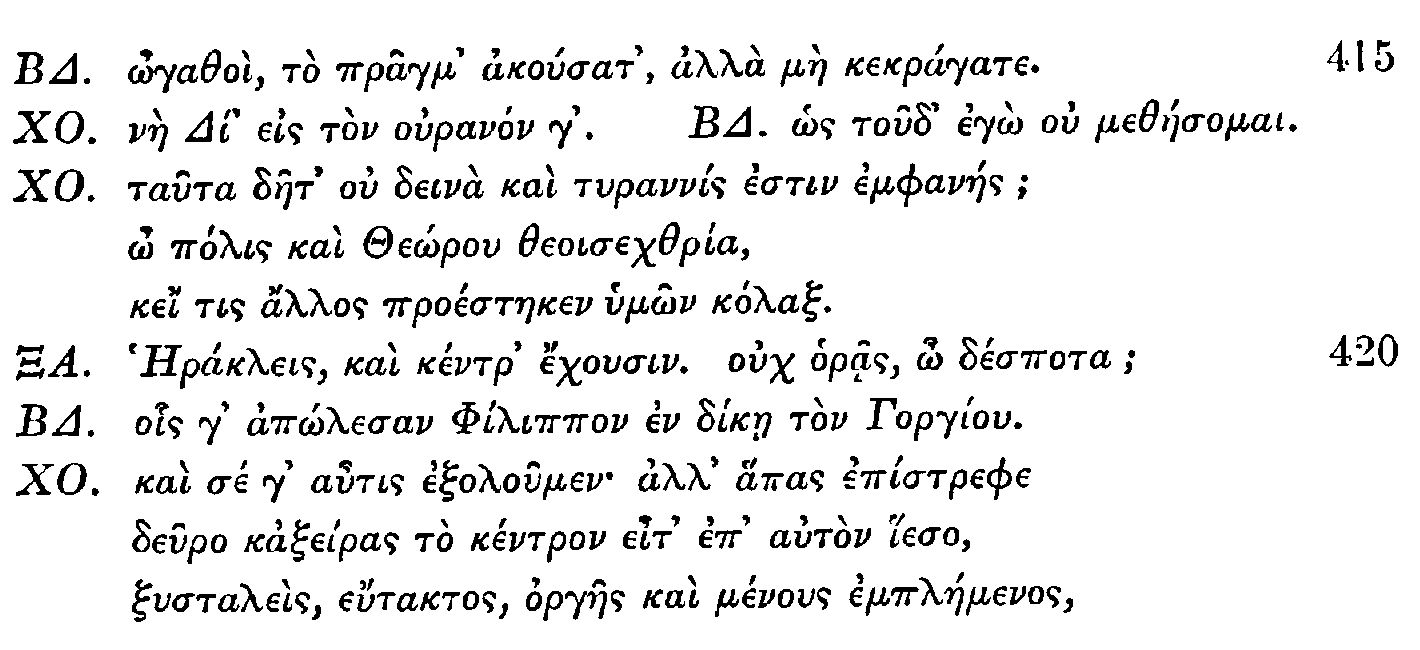 ΒΔ. ὦγαθοὶ, τὸ πρᾶγμ’ ἀκούσατ’, ἀλλὰ μὴ κεκράγατε. 415
ΧΟ. νὴ Δί’ εἰς τὸν οὐρανόν γ’. ΒΔ. ὡς τοῦδ’ ἐγὼ οὐ μεθήσομαι.
ΧΟ. ταῦτα δῆτ’ οὐ δεινὰ καὶ τυραννίς ἐστιν ἐμφανής ;
ὦ πόλις καὶ Θεώρου θεοισεχθρία,
κεἴ τις ἄλλος προέστηκεν ὑμῶν κόλαξ.
ΞΑ. Ἡράκλεις, καὶ κέντρ’ ἔχουσιν. οὐχ ὁρᾷς, ὦ δέσποτα ; 420
ΒΔ. οἷς γ’ ἀπώλεσαν Φίλιππον ἐν δίκῃ τὸν Γοργίου.
ΧΟ. καὶ σέ γ’ αὖτις ἐξολοῦμεν· ἀλλ’ ἅπας ἐπίστρεφε
δεῦρο κἀξείρας τὸ κέντρον εἶτ’ ἐπ’ αὐτὸν ἵεσο,
ξυσταλεὶς, εὔτακτος, ὀργῆς καὶ μένους ἐμπλήμενος,